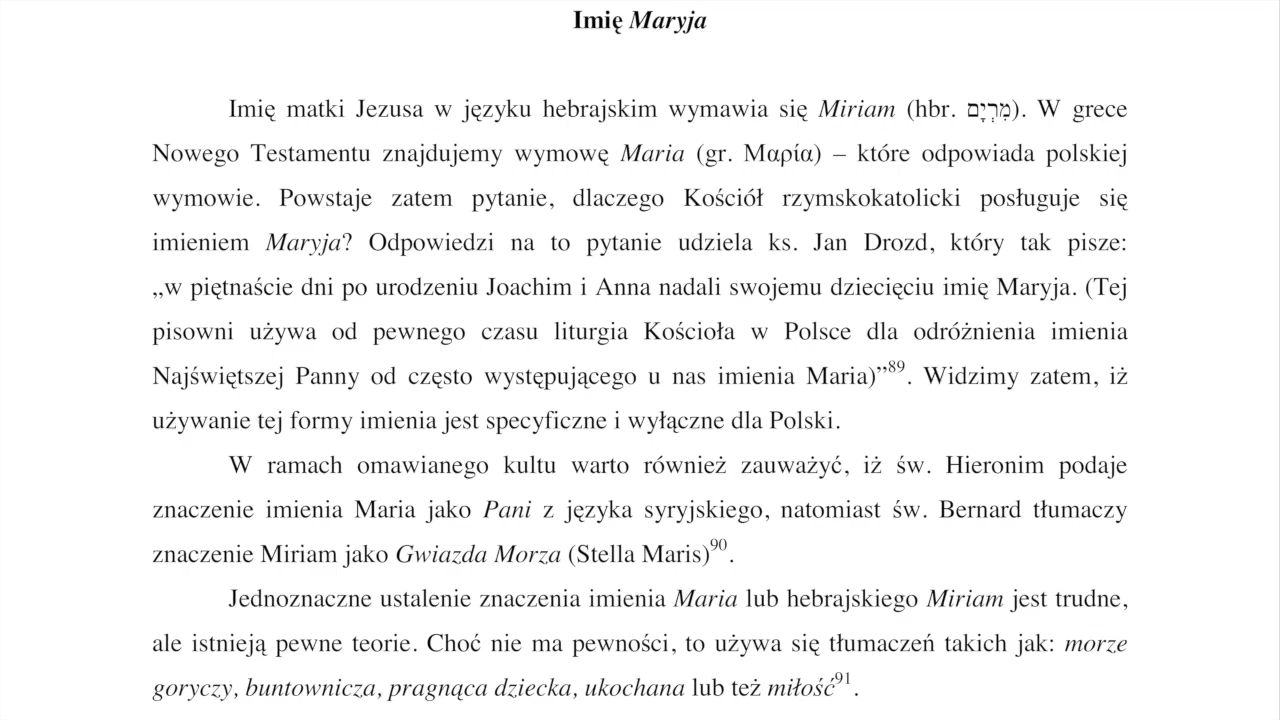 Imię Maryja
Imię matki Jezusa w języku hebrajskim wymawia się Miriam (hbr. מִרְיָם). W grece
Nowego Testamentu znajdujemy wymowę Maria (gr. Μαρία) – które odpowiada polskiej
wymowie. Powstaje zatem pytanie, dlaczego Kościół rzymskokatolicki posługuje się
imieniem Maryja? Odpowiedzi na to pytanie udziela ks. Jan Drozd, który tak pisze:
„w piętnaście dni po urodzeniu Joachim i Anna nadali swojemu dziecięciu imię Maryja. (Tej
pisowni używa od pewnego czasu liturgia Kościoła w Polsce dla odróżnienia imienia
Najświętszej Panny od często występującego u nas imienia Maria)”89. Widzimy zatem, iż
używanie tej formy imienia jest specyficzne i wyłączne dla Polski.
W ramach omawianego kultu warto również zauważyć, iż św. Hieronim podaje
znaczenie imienia Maria jako Pani z języka syryjskiego, natomiast św. Bernard tłumaczy
znaczenie Miriam jako Gwiazda Morza (Stella Maris)90.
Jednoznaczne ustalenie znaczenia imienia Maria lub hebrajskiego Miriam jest trudne,
ale istnieją pewne teorie. Choć nie ma pewności, to używa się tłumaczeń takich jak: morze
goryczy, buntownicza, pragnąca dziecka, ukochana lub też miłość91.